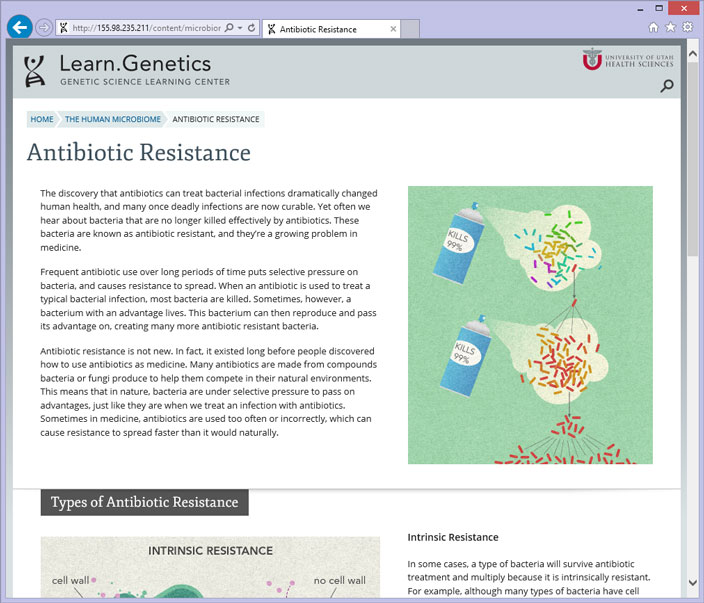 http://155.98.235.211/content/microbior
Antibiotic Resistance
Learn.Genetics
GENETIC SCIENCE LEARNING CENTER
UNIVERSITY OF UTAH
HEALTH SCIENCES
HOME
THE HUMAN MICROBIOME
ANTIBIOTIC RESISTANCE
Antibiotic Resistance
The discovery that antibiotics can treat bacterial infections dramatically changed
human health, and many once deadly infections are now curable. Yet often we
hear about bacteria that are no longer killed effectively by antibiotics. These
bacteria are known as antibiotic resistant, and they're a growing problem in
medicine.
Frequent antibiotic use over long periods of time puts selective pressure on
bacteria, and causes resistance to spread. When an antibiotic is used to treat a
typical bacterial infection, most bacteria are killed. Sometimes, however, a
bacterium with an advantage lives. This bacterium can then reproduce and pass
its advantage on, creating many more antibiotic resistant bacteria.
Antibiotic resistance is not new. In fact, it existed long before people discovered
how to use antibiotics as medicine. Many antibiotics are made from compounds
bacteria or fungi produce to help them compete in their natural environments.
This means that in nature, bacteria are under selective pressure to pass on
advantages, just like they are when we treat an infection with antibiotics.
Sometimes in medicine, antibiotics are used too often or incorrectly, which can
cause resistance to spread faster than it would naturally.
KILLS
99%
KILLS
99%
Types of Antibiotic Resistance
INTRINSIC RESISTANCE
cell wall
no cell wall
Intrinsic Resistance
In some cases, a type of bacteria will survive antibiotic
treatment and multiply because it is intrinsically resistant.
For example, although many types of bacteria have cell